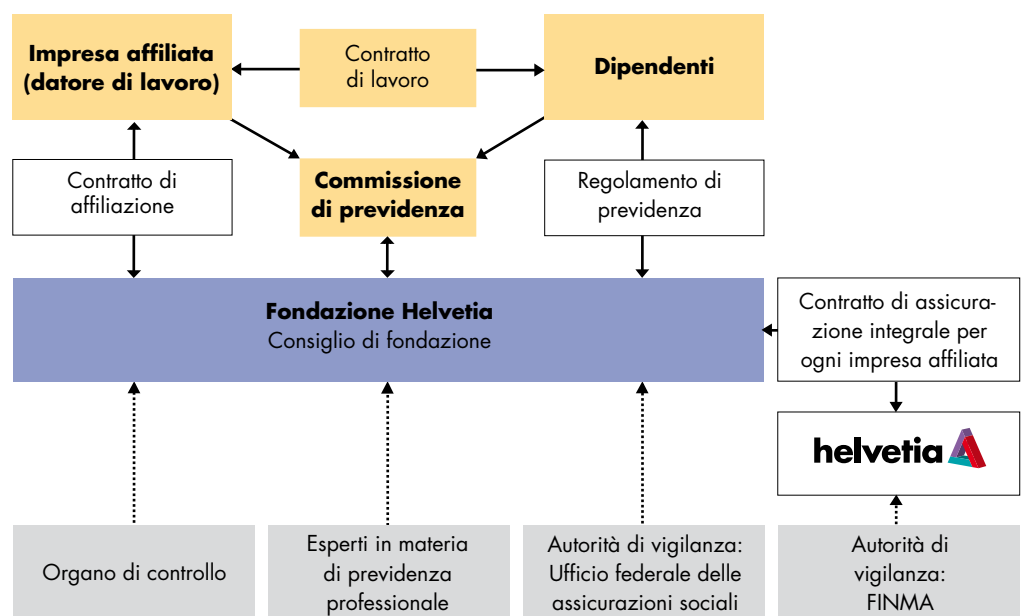 Impresa affiliata
(datore di lavoro)
Contratto
di lavoro
Dipendenti
Contratto di
affiliazione
Commissione
di previdenza
Regolamento di
previdenza
Fondazione Helvetia
Consiglio di fondazione
Contratto di assicura-
zione integrale per
ogni impresa affiliata
helvetia
Organo di controllo
Esperti in materia
di previdenza
professionale
Autorità di vigilanza:
Ufficio federale delle
assicurazioni sociali
Autorità di
vigilanza:
FINMA